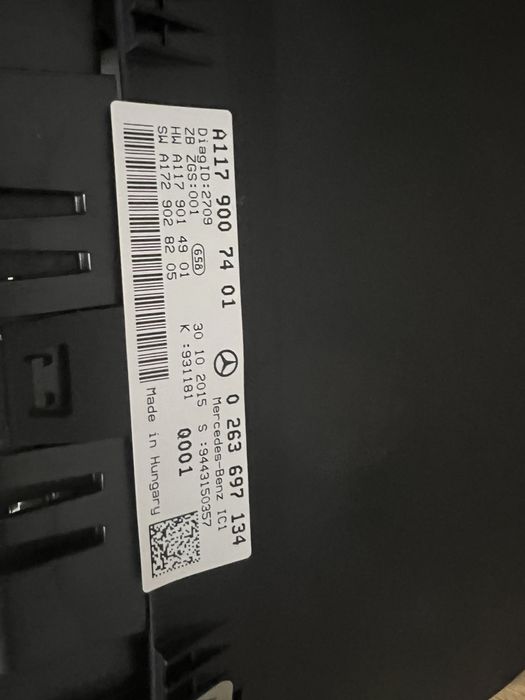 A117 900 74 01
0 263 697 134
DiagID:2709
Mercedes-Benz IC1
ZB ZGS:001
658
30 10 2015 S :9443150357
HW A117 901 49 01
K :931181
Q001
SW A172 902 82 05
Made in Hungary